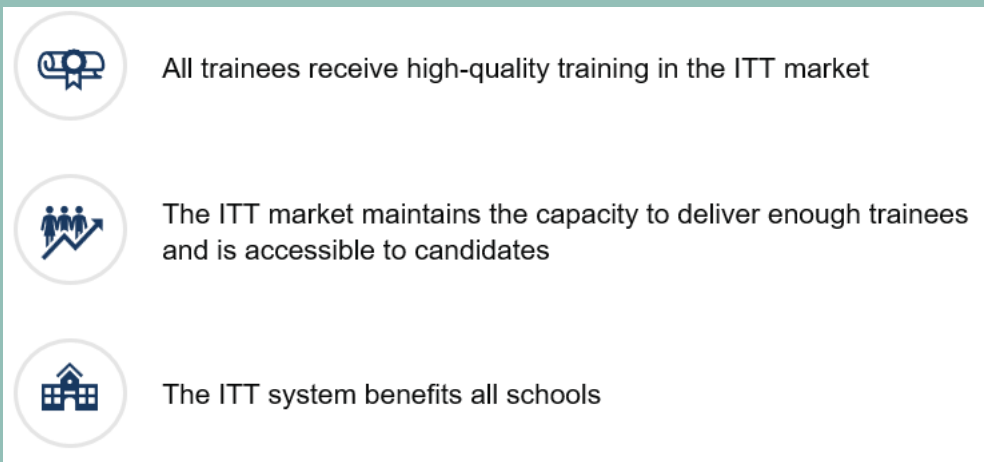 All trainees receive high-quality training in the ITT market
The ITT market maintains the capacity to deliver enough trainees
and is accessible to candidates
The ITT system benefits all schools